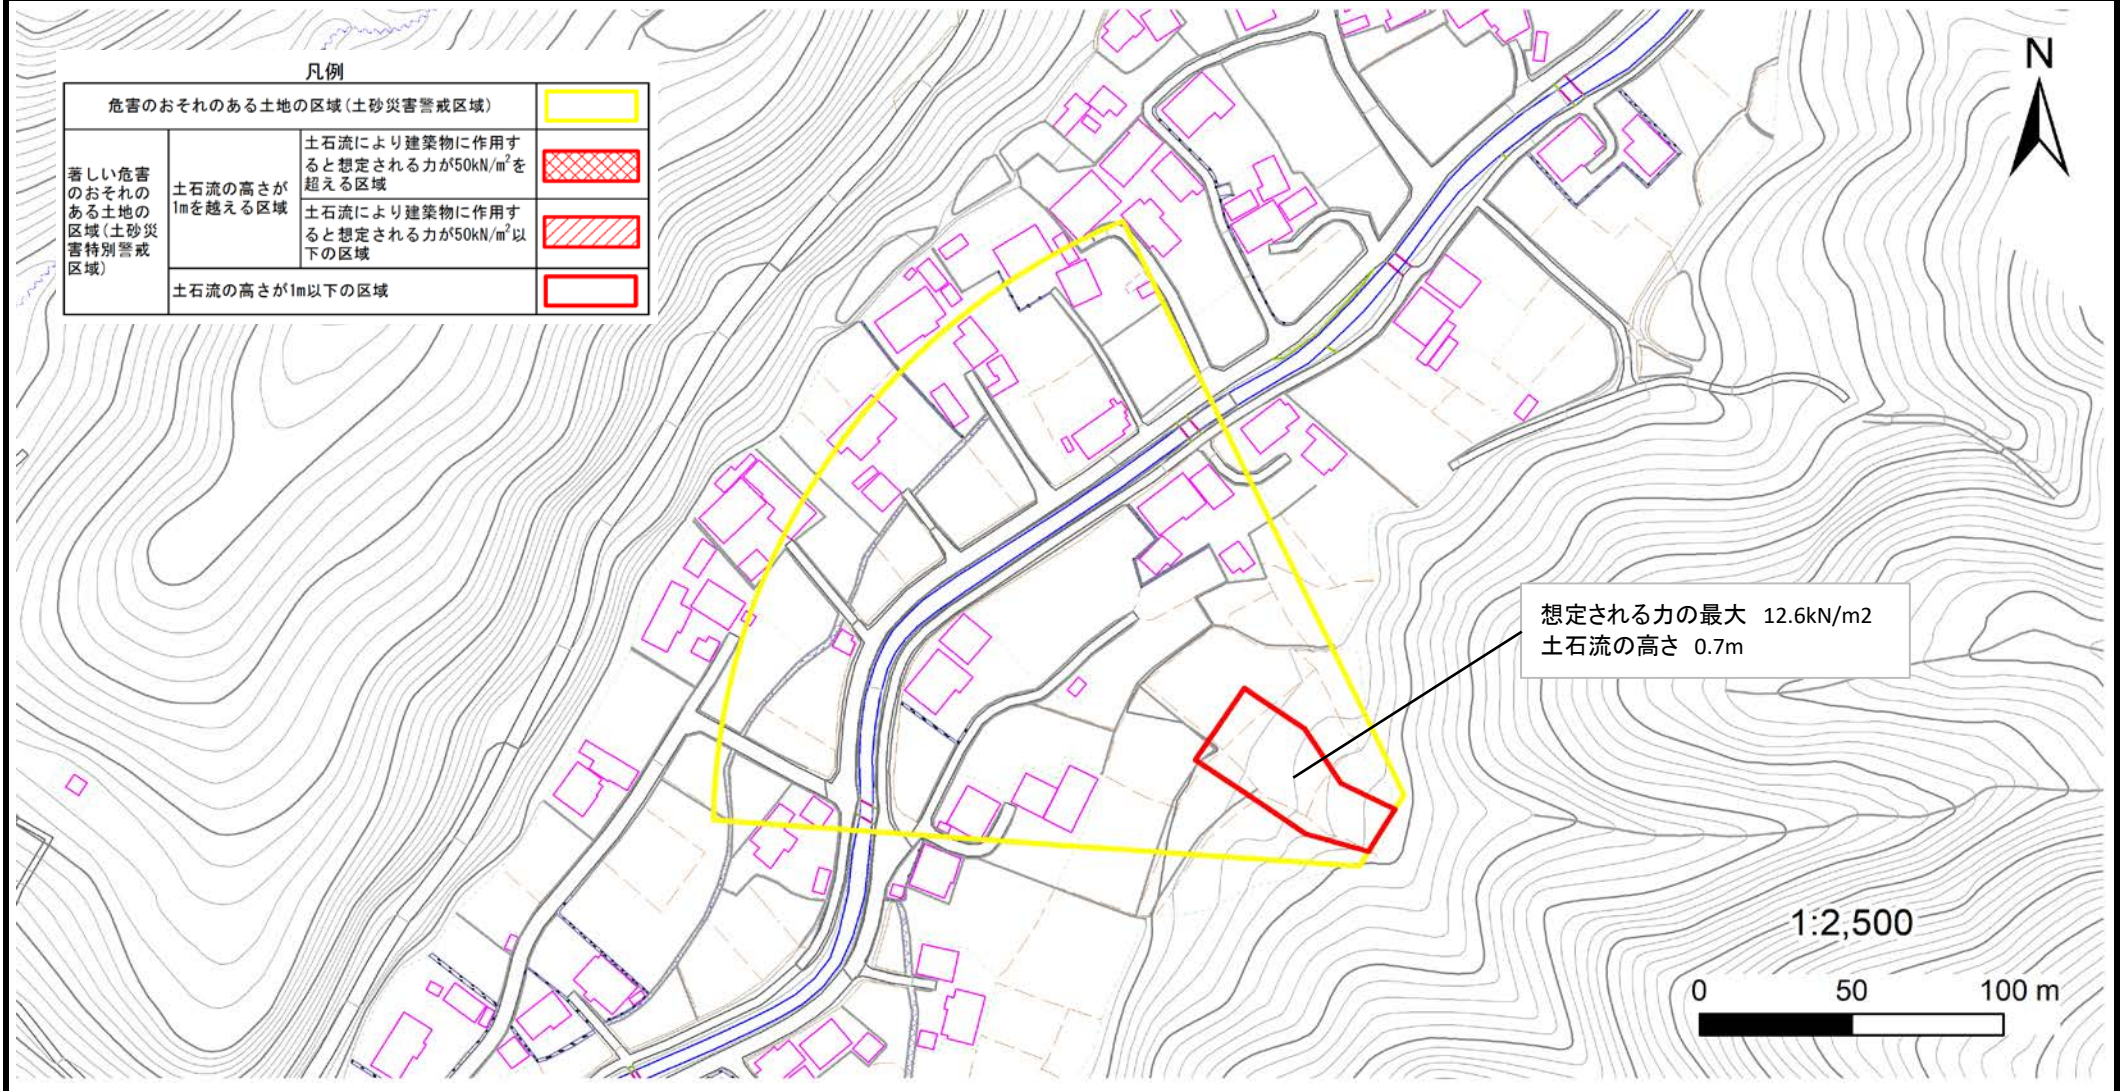 凡例
危害のおそれのある土地の区域(土砂災害警戒区域)
著しい危害
のおそれの
ある土地の
区域(土砂災
害特別警戒
区域)
土石流の高さが
1mを越える区域
土石流により建築物に作用す
ると想定される力が50kN/m²を
超える区域
土石流により建築物に作用す
ると想定される力が50kN/m²以
下の区域
土石流の高さが1m以下の区域
N
想定される力の最大 12.6kN/m2
土石流の高さ 0.7m
1:2,500
0 50 100 m